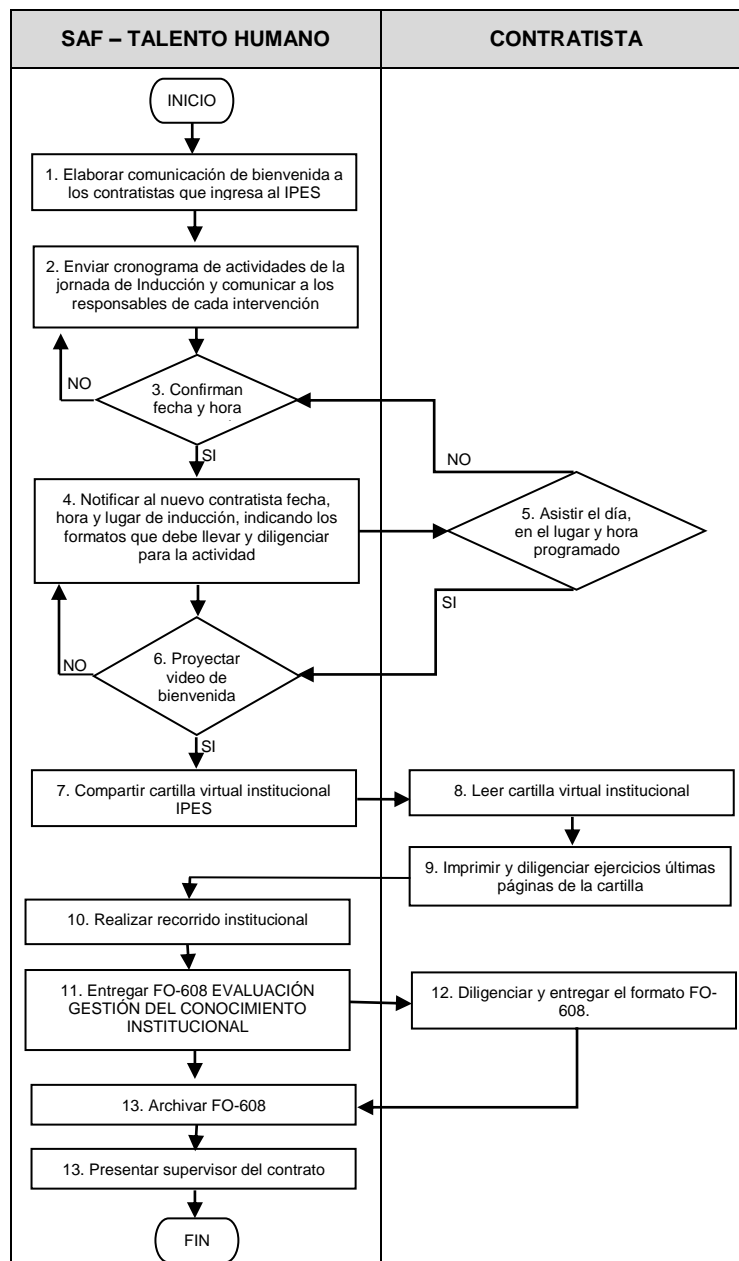 SAF – TALENTO HUMANO
CONTRATISTA
INICIO
1. Elaborar comunicación de bienvenida a
los contratistas que ingresa al IPES
2. Enviar cronograma de actividades de la
jornada de Inducción y comunicar a los
responsables de cada intervención
NO
3. Confirman
fecha y hora
SI
NO
4. Notificar al nuevo contratista fecha,
hora y lugar de inducción, indicando los
formatos que debe llevar y diligenciar
para la actividad
5. Asistir el día,
en el lugar y hora
programado
SI
NO
6. Proyectar
video de
bienvenida
SI
7. Compartir cartilla virtual institucional
IPES
8. Leer cartilla virtual institucional
9. Imprimir y diligenciar ejercicios últimas
páginas de la cartilla
10. Realizar recorrido institucional
11. Entregar FO-608 EVALUACIÓN
GESTIÓN DEL CONOCIMIENTO
INSTITUCIONAL
12. Diligenciar y entregar el formato FO-
608.
13. Archivar FO-608
13. Presentar supervisor del contrato
FIN